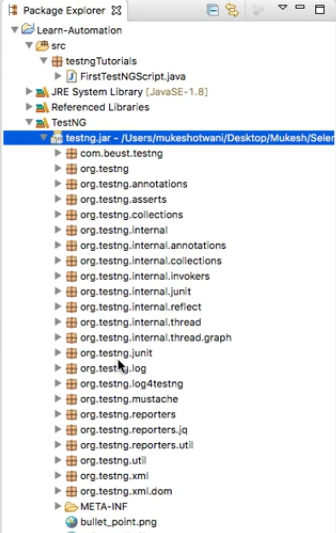 Package Explorer
Learn-Automation
src
testngTutorials
FirstTestNGScript.java
JRE System Library [JavaSE-1.8]
Referenced Libraries
TestNG
testng.jar - /Users/mukeshotwani/Desktop/Mukesh/Seler
com.beust.testng
org.testng
org.testng.annotations
org.testng.asserts
org.testng.collections
org.testng.internal
org.testng.internal.annotations
org.testng.internal.collections
org.testng.internal.invokers
org.testng.internal.junit
org.testng.internal.reflect
org.testng.internal.thread
org.testng.internal.thread.graph
org.testng.junit
org.testng.log
org.testng.log4testng
org.testng.mustache
org.testng.reporters
org.testng.reporters.jq
org.testng.reporters.util
org.testng.util
org.testng.xml
org.testng.xml.dom
META-INF
bullet_point.png